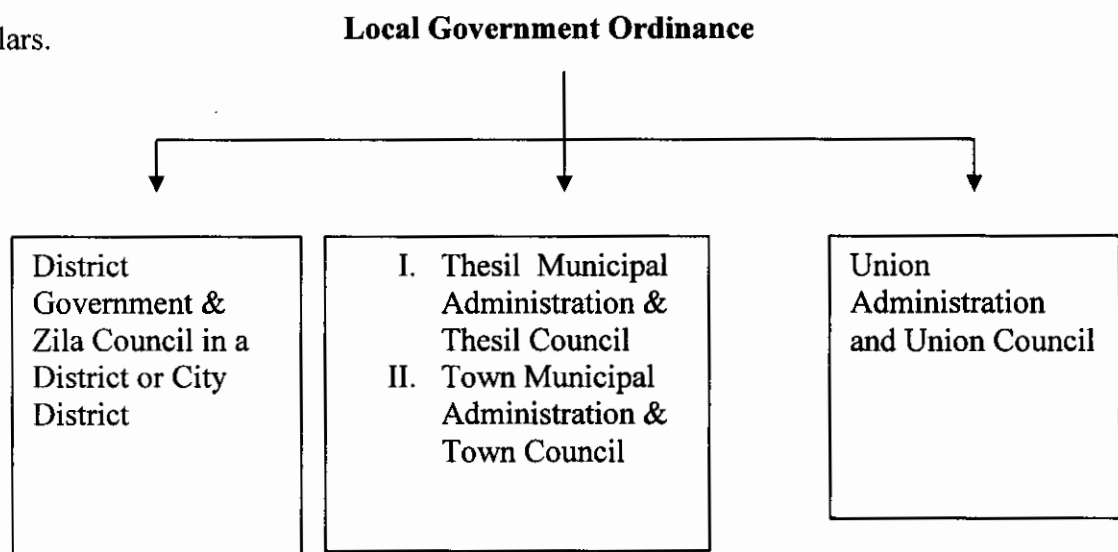 lars.
Local Government Ordinance
District
Government &
Zila Council in a
District or City
District
I. Thesil Municipal
Administration &
Thesil Council
II. Town Municipal
Administration &
Town Council
Union
Administration
and Union Council